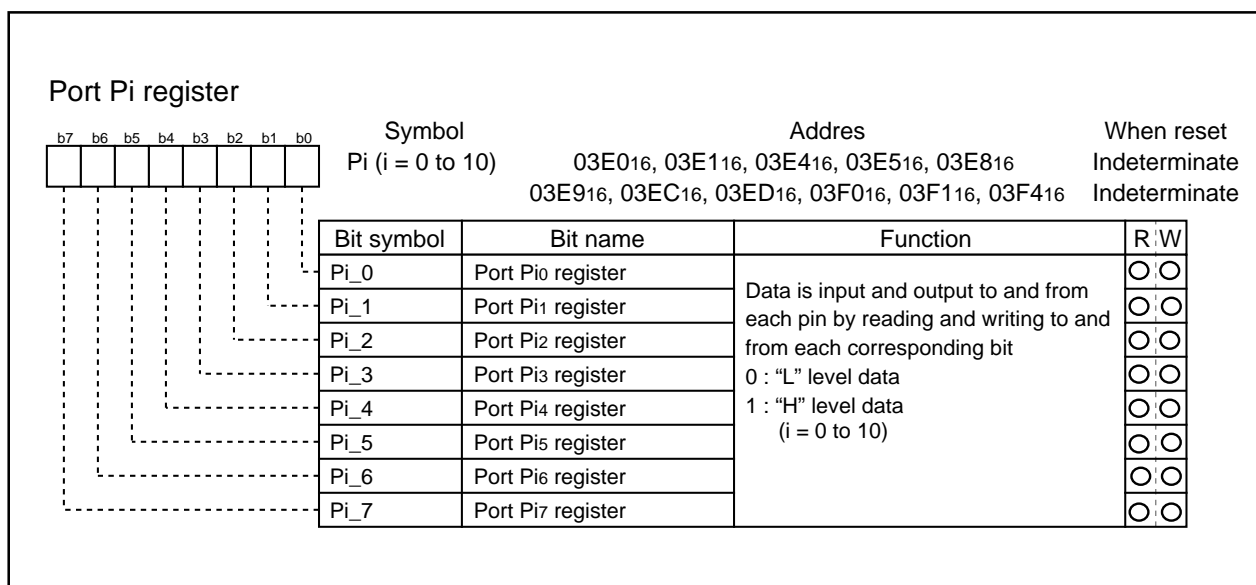 Port Pi register
b7 b6 b5 b4 b3 b2 b1 b0
Symbol Addres When reset
Pi (i = 0 to 10) 03E016, 03E116, 03E416, 03E516, 03E816 Indeterminate
03E916, 03EC16, 03ED16, 03F016, 03F116, 03F416 Indeterminate
Bit symbol Bit name Function R W
Pi_0 Port Pi0 register
Pi_1 Port Pi1 register
Pi_2 Port Pi2 register
Pi_3 Port Pi3 register
Pi_4 Port Pi4 register
Pi_5 Port Pi5 register
Pi_6 Port Pi6 register
Pi_7 Port Pi7 register
Data is input and output to and from
each pin by reading and writing to and
from each corresponding bit
0 : “L” level data
1 : “H” level data
(i = 0 to 10)